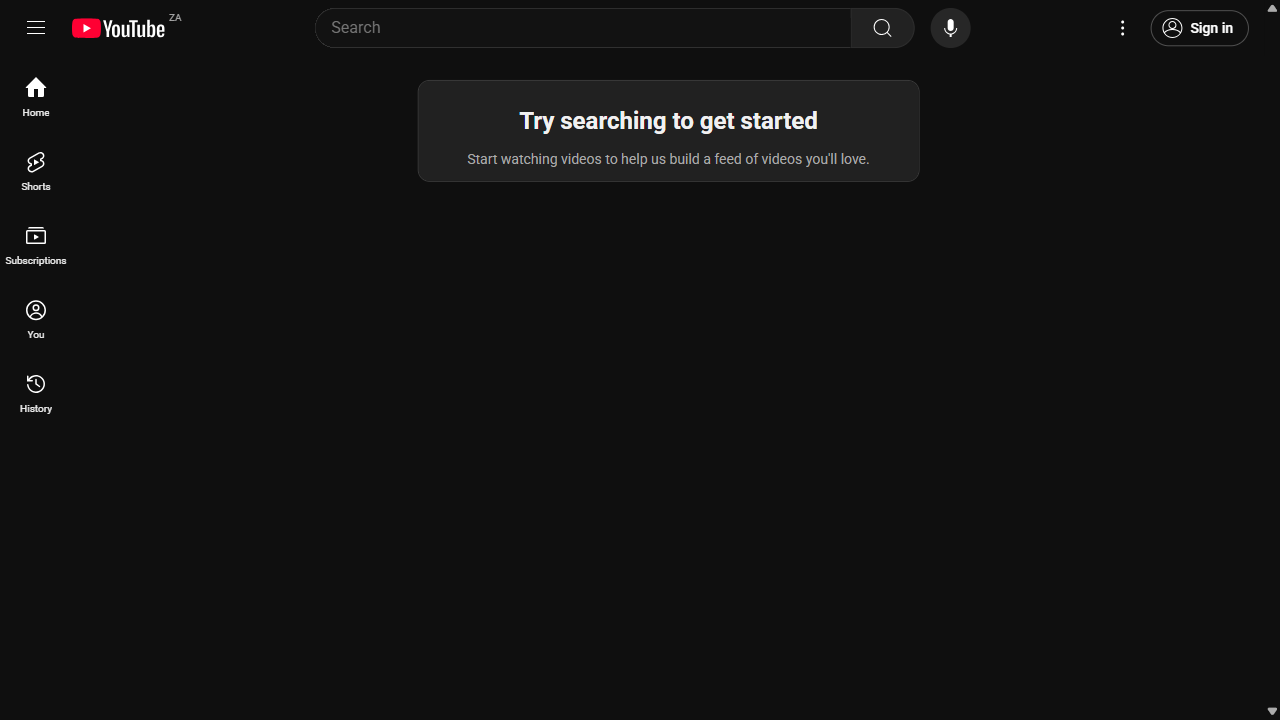 YouTube ZA
Search
Sign in
Home
Shorts
Subscriptions
You
History
Try searching to get started
Start watching videos to help us build a feed of videos you'll love.